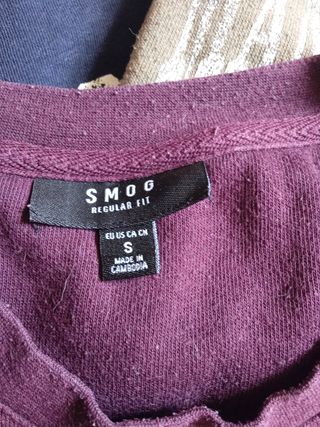 SMOG
REGULAR FIT
EU US CA CN
S
MADE IN
CAMBODIA